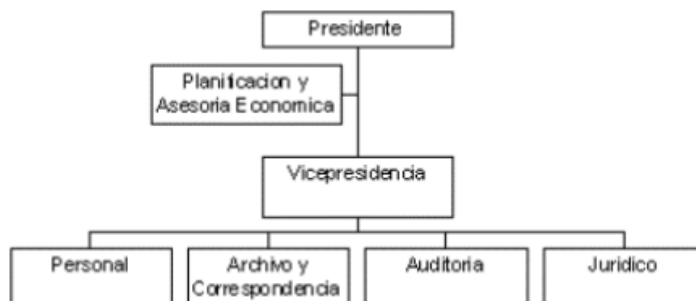 Presidente
Planificacion y
Asesoria Economica
Vicepresidencia
Personal
Archivo y
Correspondencia
Auditoria
Juridico